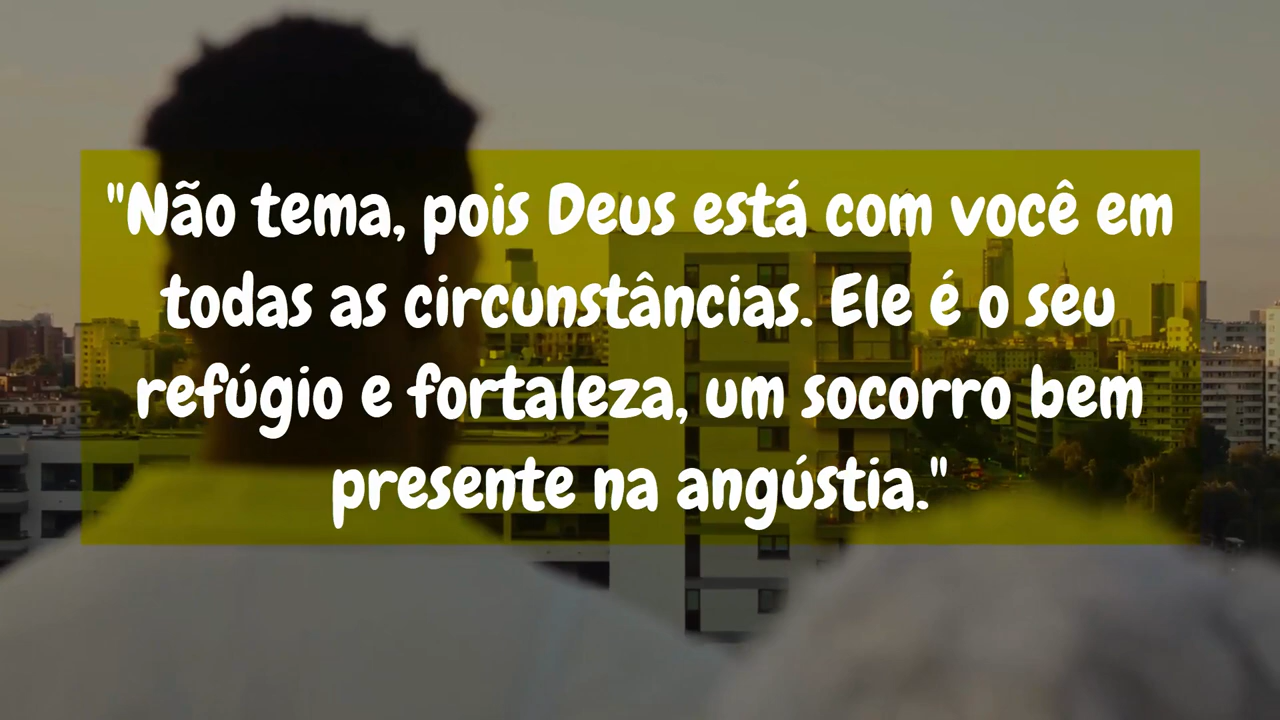 "Não tema, pois Deus está com você em
todas as circunstâncias. Ele é o seu
refúgio e fortaleza, um socorro bem
presente na angústia."